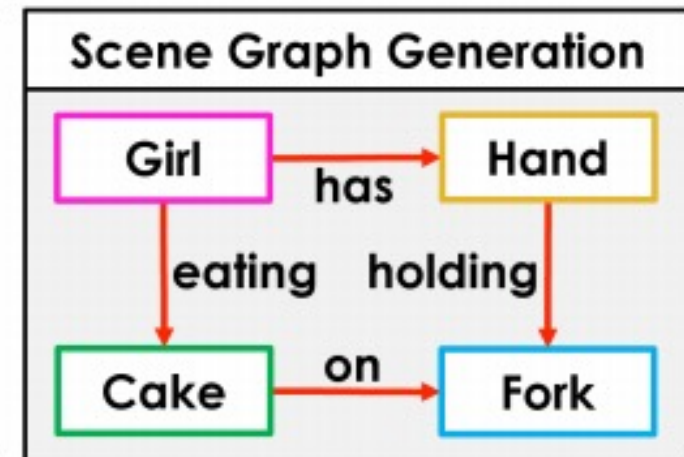 Scene Graph Generation
Girl
has
Hand
eating
holding
Cake
on
Fork